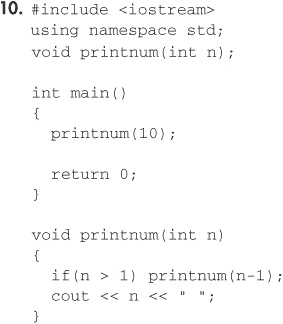 10. #include <iostream>
using namespace std;
void printnum(int n);
int main()
{
printnum(10);
return 0;
}
void printnum(int n)
{
if(n > 1) printnum(n-1);
cout << n << " ";
}